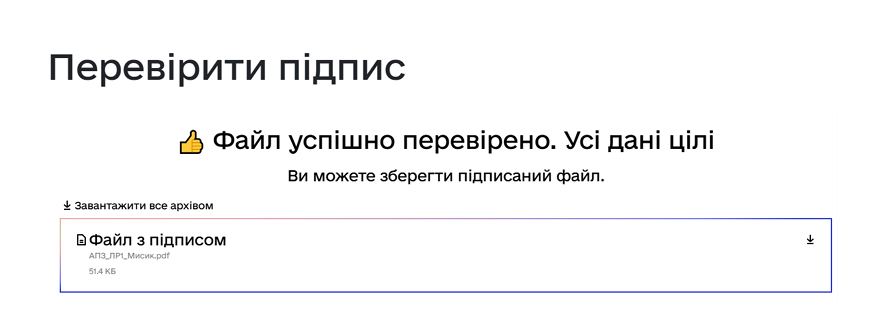 Перевірити підпис
👍 Файл успішно перевірено. Усі дані цілі
Ви можете зберегти підписаний файл.
Завантажити все архівом
Файл з підписом
АПЗ_ЛР1_Мисик.pdf
51.4 КБ